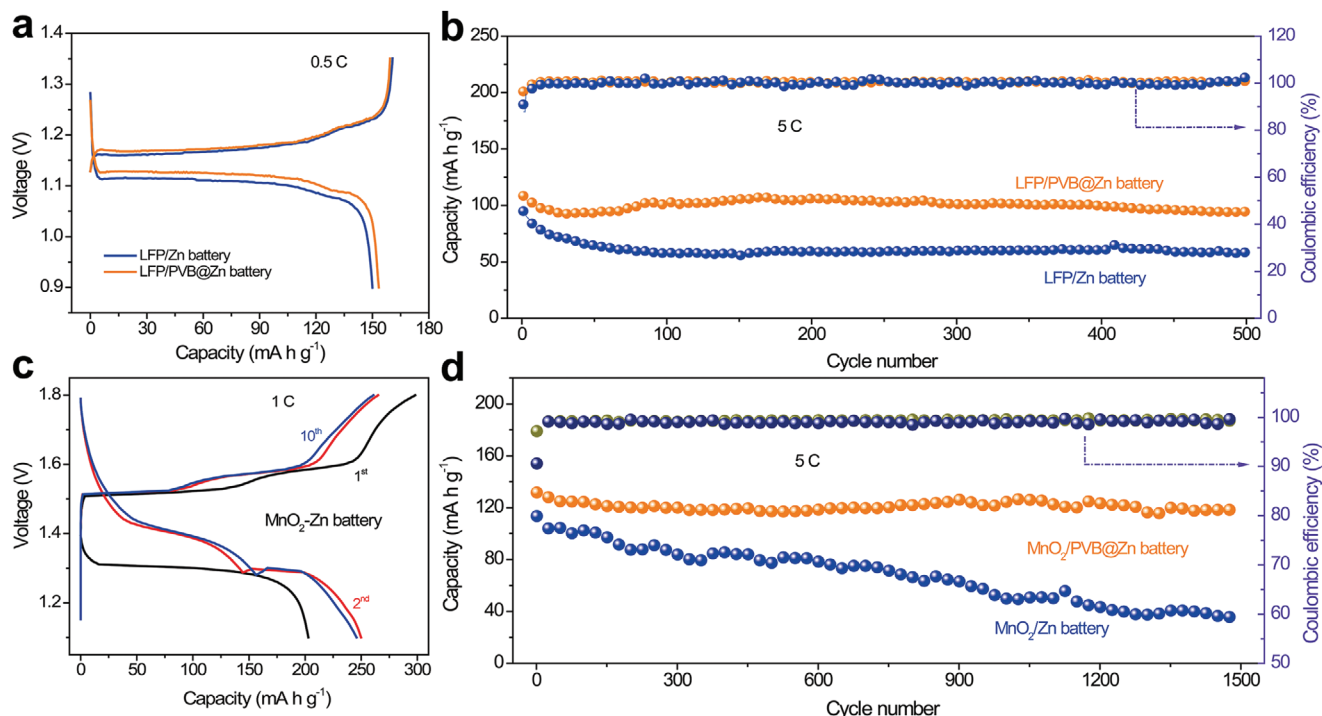 a
1.4
1.3
1.2
1.1
1.0
0.9
Voltage (V)
0.5 C
LFP/Zn battery
LFP/PVB@Zn battery
0 30 60 90 120 150 180
Capacity (mA h g⁻¹)
b
250
200
150
100
50
0
Capacity (mA h g⁻¹)
5 C
LFP/PVB@Zn battery
LFP/Zn battery
120
100
80
60
40
20
0
Coulombic efficiency (%)
0 100 200 300 400 500
Cycle number
c
1.8
1.6
1.4
1.2
Voltage (V)
1 C
10th
1st
MnO₂-Zn battery
2nd
0 50 100 150 200 250 300
Capacity (mA h g⁻¹)
d
200
160
120
80
40
0
Capacity (mA h g⁻¹)
5 C
MnO₂/PVB@Zn battery
MnO₂/Zn battery
100
90
80
70
60
50
Coulombic efficiency (%)
0 300 600 900 1200 1500
Cycle number